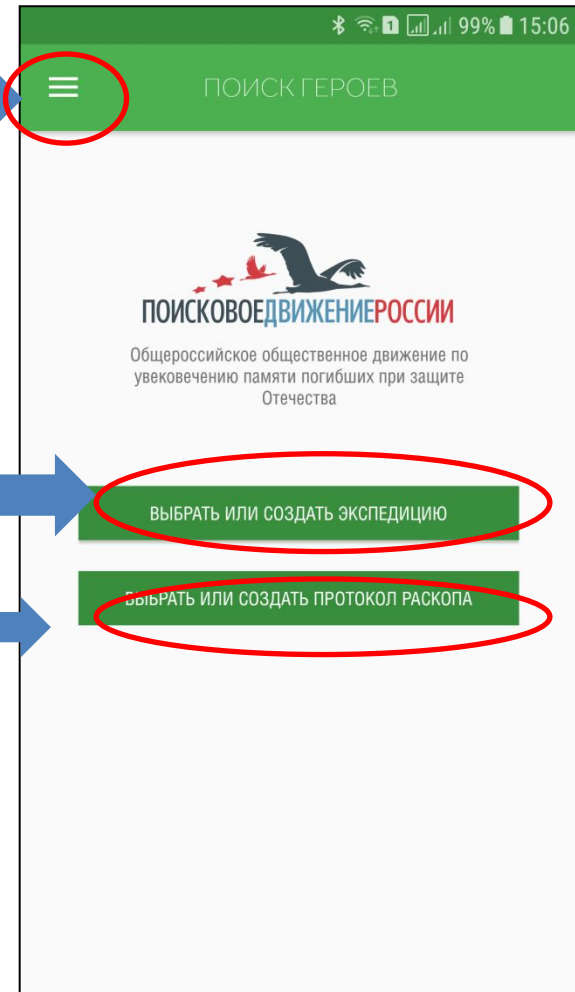 1 99% 15:06
ПОИСК ГЕРОЕВ
ПОИСКОВОЕДВИЖЕНИЕРОССИИ
Общероссийское общественное движение по
увековечению памяти погибших при защите
Отечества
ВЫБРАТЬ ИЛИ СОЗДАТЬ ЭКСПЕДИЦИЮ
ВЫБРАТЬ ИЛИ СОЗДАТЬ ПРОТОКОЛ РАСКОПА